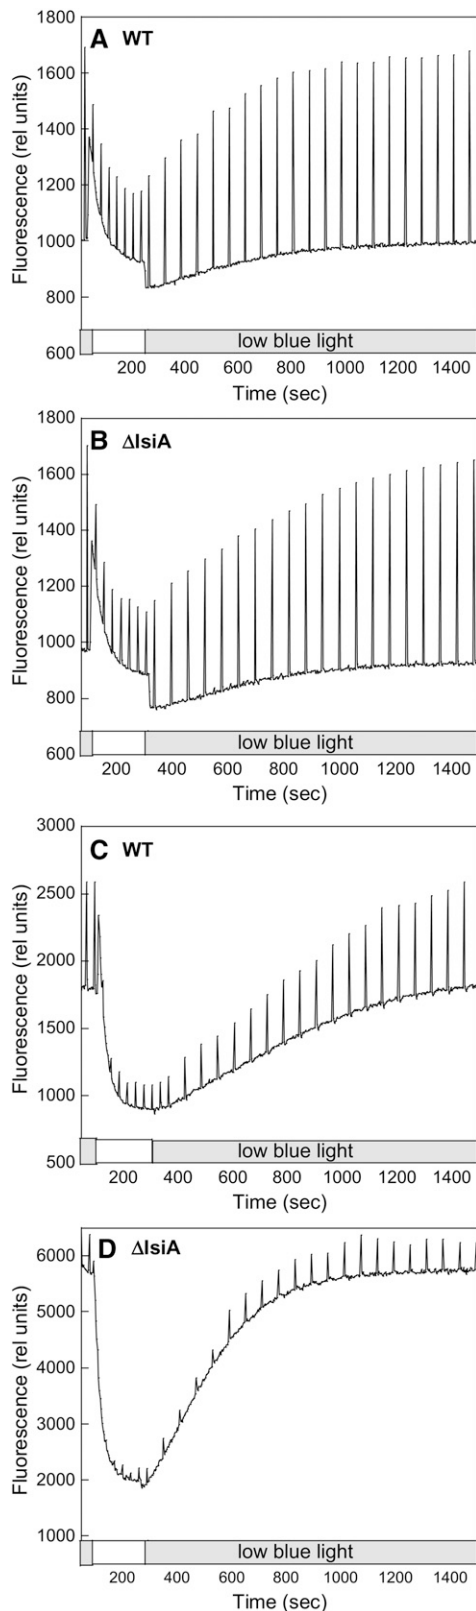 A WT
Fluorescence (rel units)
1800
1600
1400
1200
1000
800
600
low blue light
200 400 600 800 1000 1200 1400
Time (sec)
B ΔIsiA
Fluorescence (rel units)
1800
1600
1400
1200
1000
800
600
low blue light
200 400 600 800 1000 1200 1400
Time (sec)
C WT
Fluorescence (rel units)
3000
2500
2000
1500
1000
500
low blue light
200 400 600 800 1000 1200 1400
Time (sec)
D ΔIsiA
Fluorescence (rel units)
6000
5000
4000
3000
2000
1000
low blue light
200 400 600 800 1000 1200 1400
Time (sec)